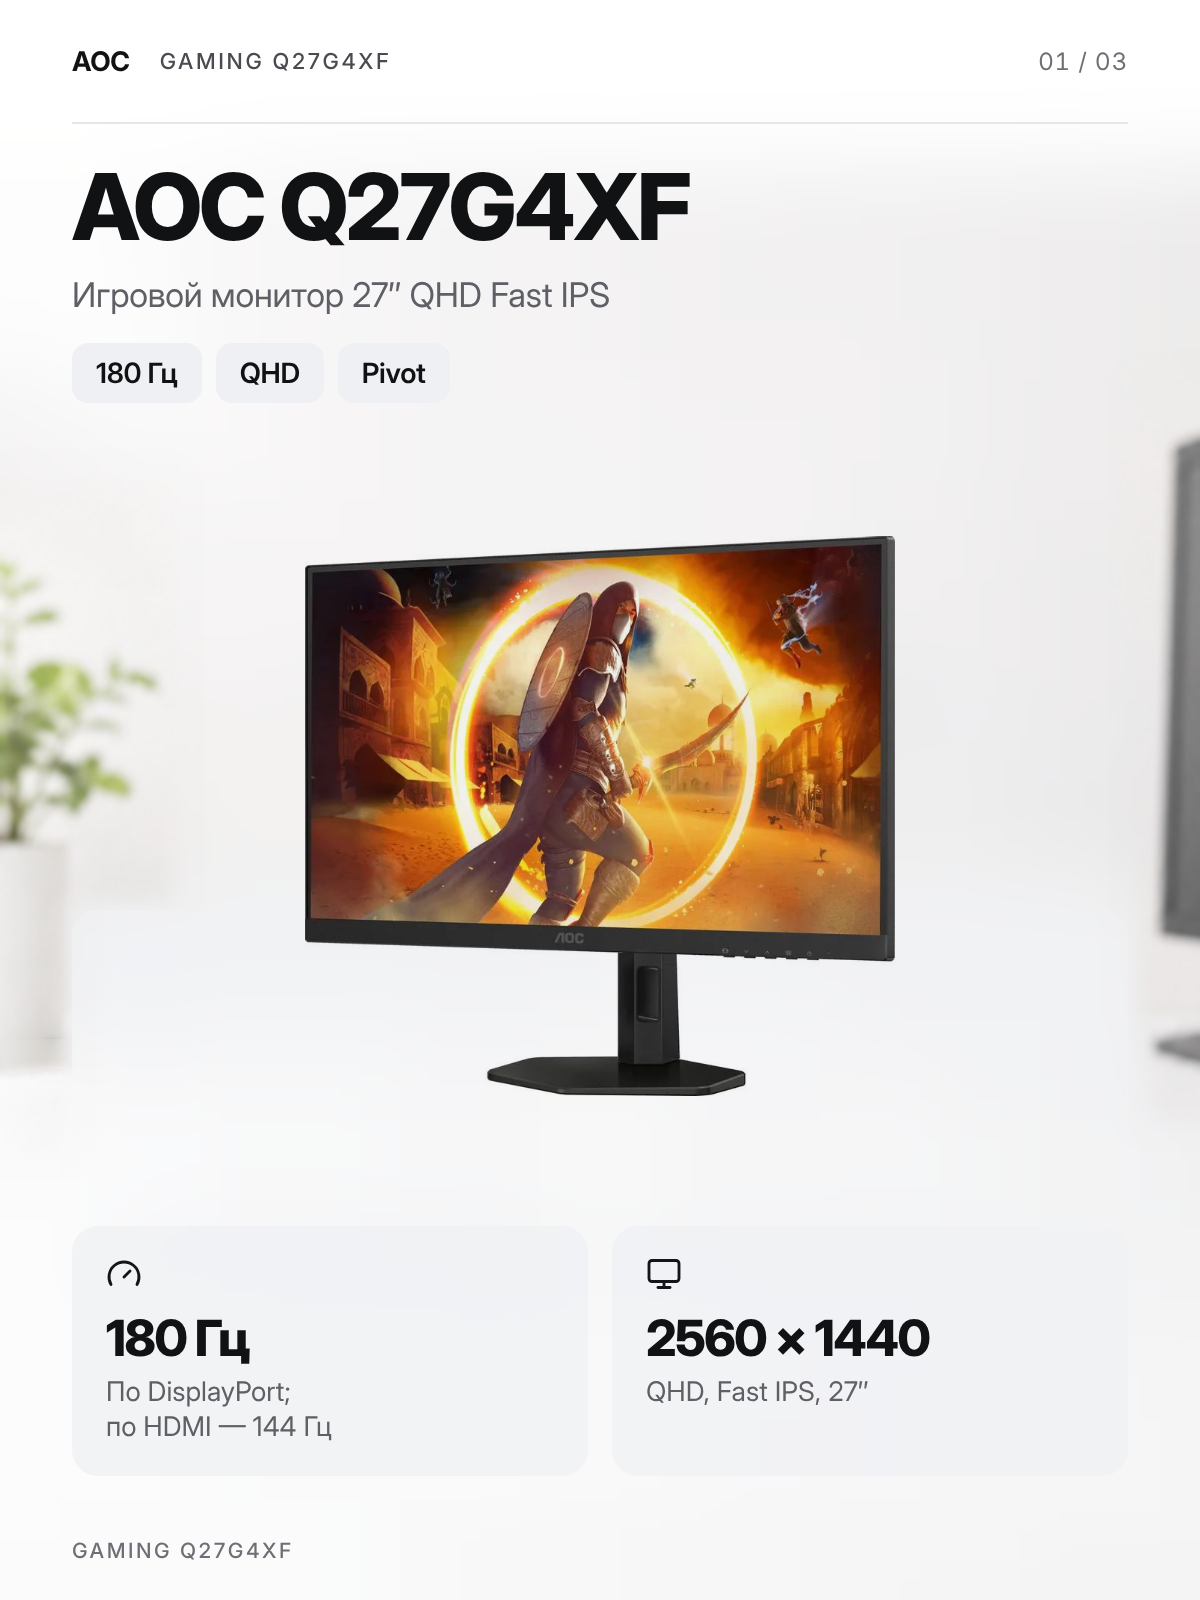 AOC GAMING Q27G4XF 01 / 03
AOC Q27G4XF
Игровой монитор 27″ QHD Fast IPS
180 Гц QHD Pivot
AOC
180 Гц
По DisplayPort;
по HDMI — 144 Гц
2560 × 1440
QHD, Fast IPS, 27″
GAMING Q27G4XF